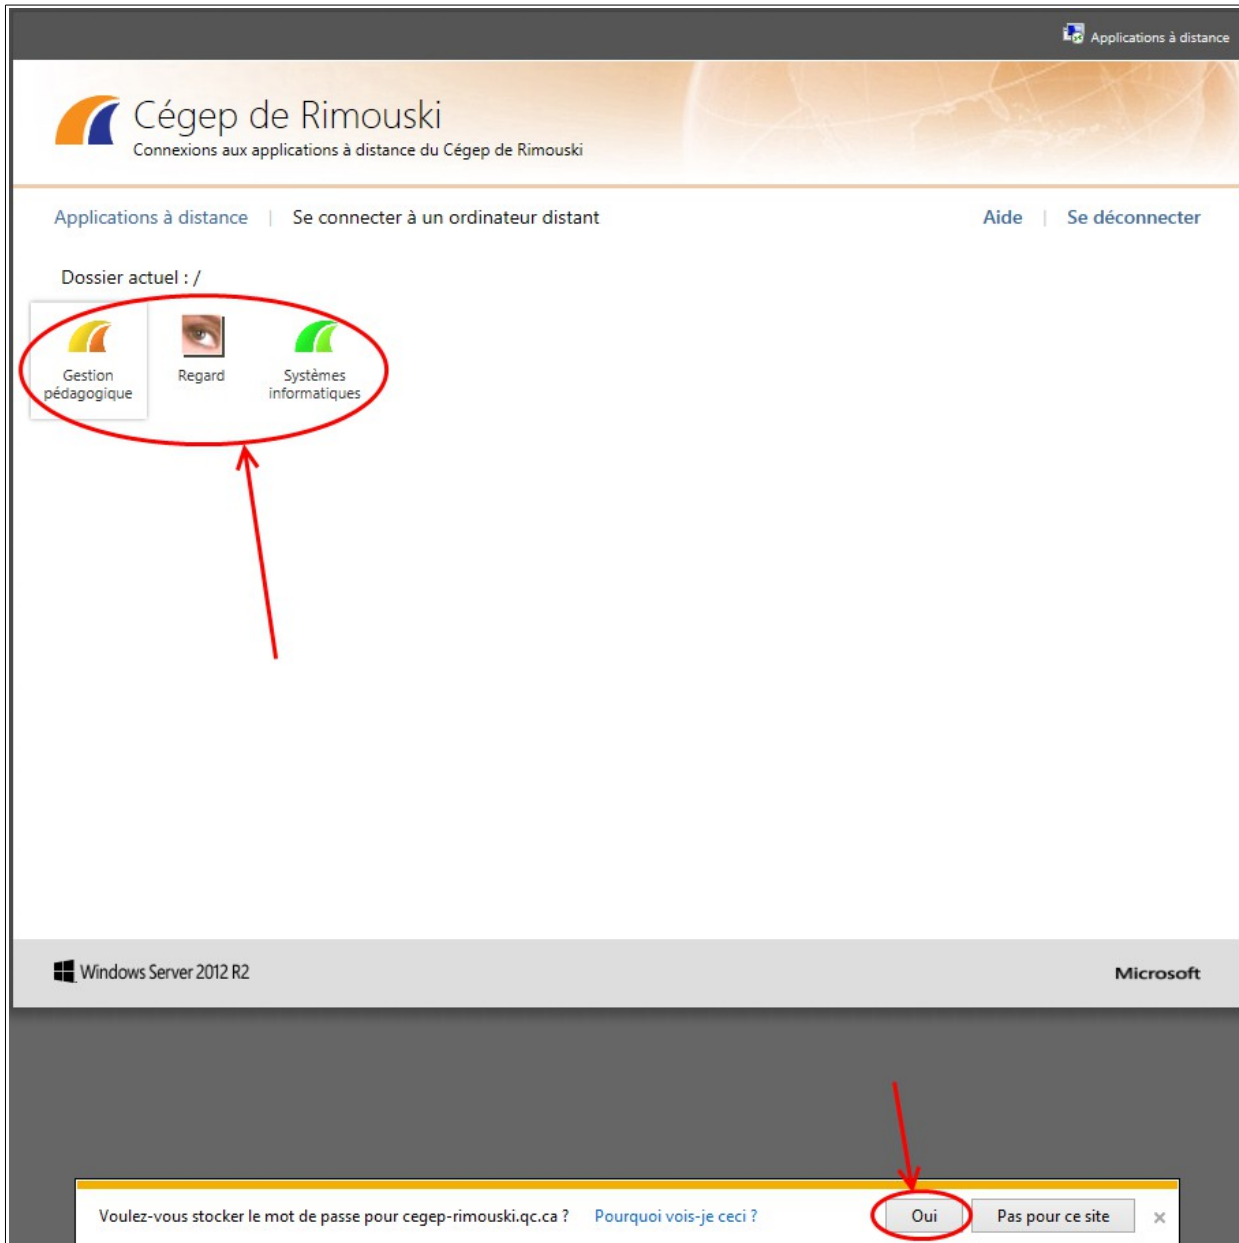 Applications à distance
Cégep de Rimouski
Connexions aux applications à distance du Cégep de Rimouski
Applications à distance | Se connecter à un ordinateur distant
Aide | Se déconnecter
Dossier actuel : /
Gestion
pédagogique
Regard
Systèmes
informatiques
Windows Server 2012 R2
Microsoft
Voulez-vous stocker le mot de passe pour cegep-rimouski.qc.ca ? Pourquoi vois-je ceci ? Oui Pas pour ce site ×